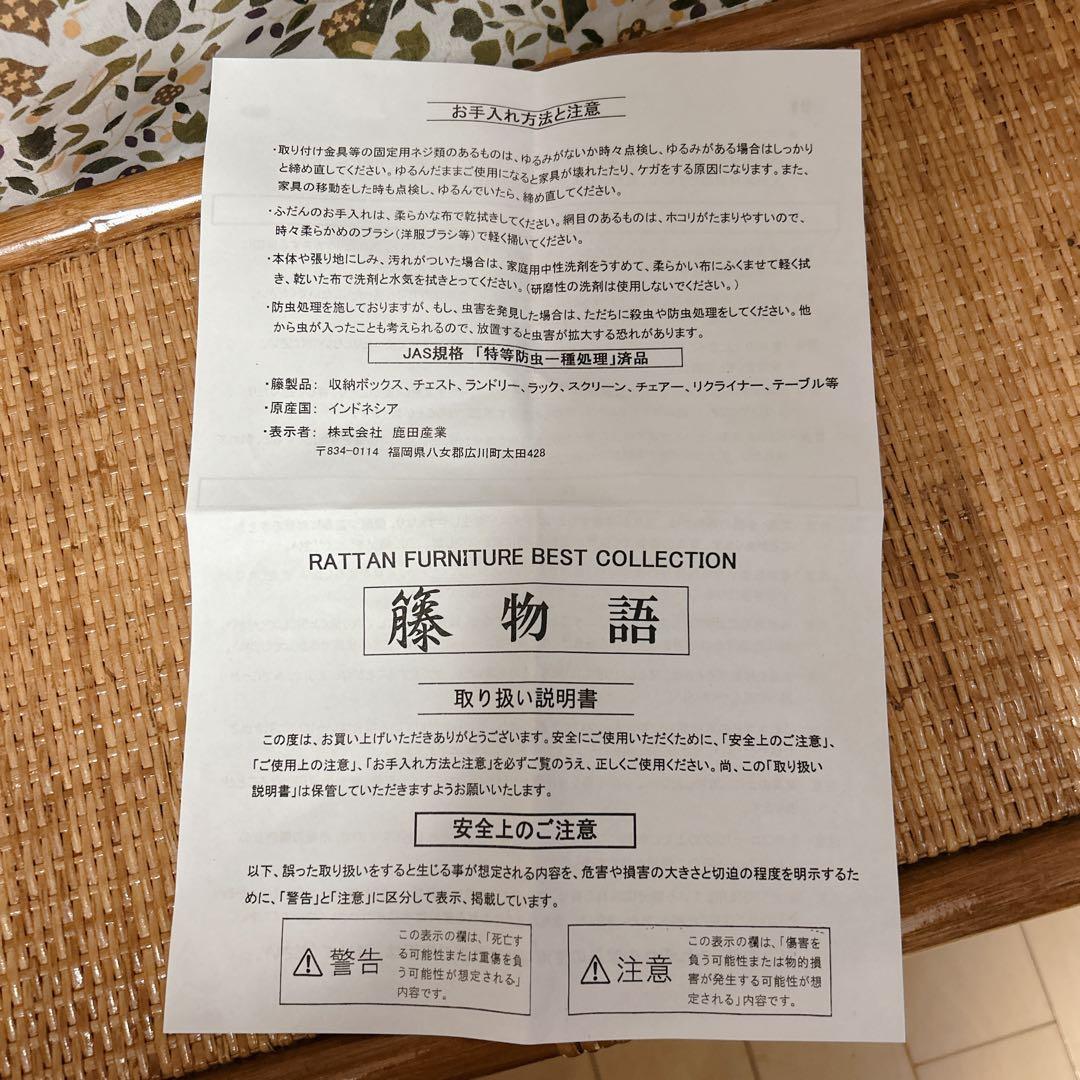 お手入れ方法と注意
・取り付け金具等の固定用ネジ類のあるものは、ゆるみがないか時々点検し、ゆるみがある場合はしっかり
と締め直してください。ゆるんだままご使用になると家具が壊れたたり、ケガをする原因になります。また、
家具の移動をした時も点検し、ゆるんでいたら、締め直してください。
・ふだんのお手入れは、柔らかな布で乾拭きしてください。網目のあるものは、ホコリがたまりやすいので、
時々柔らかめのブラシ(洋服ブラシ等)で軽く掃いてください。
・本体や張り地にしみ、汚れがついた場合は、家庭用中性洗剤をうすめて、柔らかい布にふくませて軽く拭
き、乾いた布で洗剤と水気を拭きとってください。(研磨性の洗剤は使用しないでください。)
・防虫処理を施しておりますが、もし、虫害を発見した場合は、ただちに殺虫や防虫処理をしてください。他
から虫が入ったことも考えられるので、放置すると虫害が拡大する恐れがあります。
JAS規格 「特等防虫一種処理」済品
・籐製品: 収納ボックス、チェスト、ランドリー、ラック、スクリーン、チェアー、リクライナー、テーブル等
・原産国: インドネシア
・表示者: 株式会社 鹿田産業
〒834-0114 福岡県八女郡広川町太田428
RATTAN FURNITURE BEST COLLECTION
籐物語
取り扱い説明書
この度は、お買い上げいただきありがとうございます。安全にご使用いただくために、「安全上のご注意」、
「ご使用上の注意」、「お手入れ方法と注意」を必ずご覧のうえ、正しくご使用ください。尚、この「取り扱い
説明書」は保管していただきますようお願いいたします。
安全上のご注意
以下、誤った取り扱いをすると生じる事が想定される内容を、危害や損害の大きさと切迫の程度を明示するた
めに、「警告」と「注意」に区分して表示、掲載しています。
警告
この表示の欄は、「死亡す
る可能性または重傷を負
う可能性が想定される」
内容です。
注意
この表示の欄は、「傷害を
負う可能性または物的損
害が発生する可能性が想
定される」内容です。